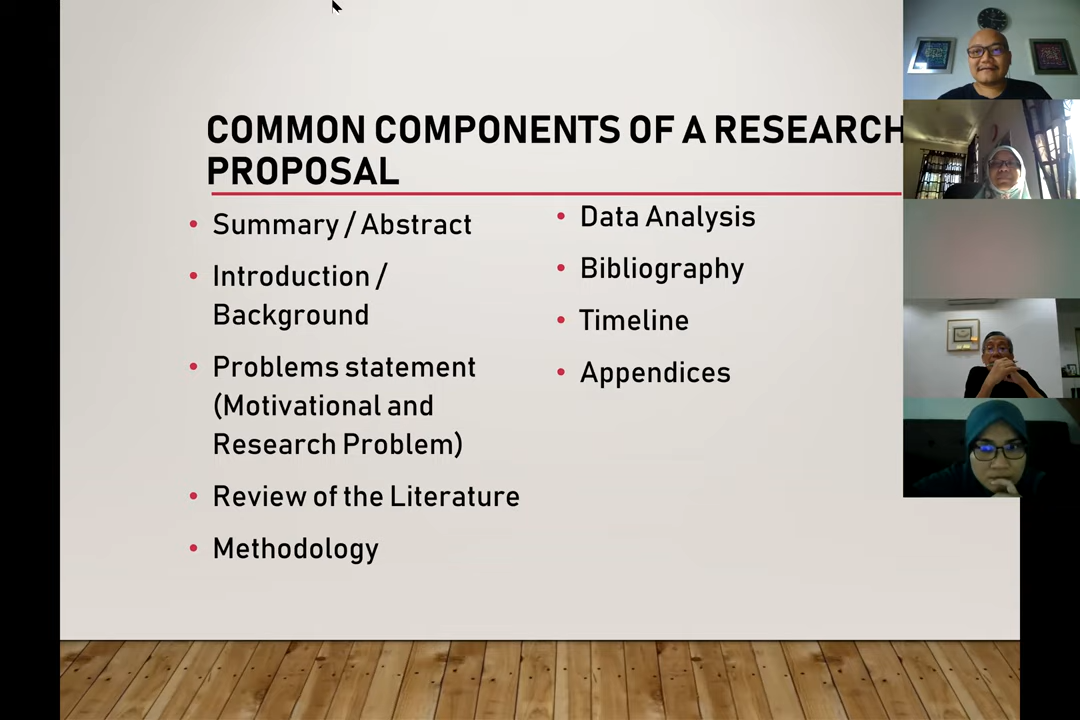 COMMON COMPONENTS OF A RESEARCH
PROPOSAL
• Summary / Abstract
• Introduction /
Background
• Problems statement
(Motivational and
Research Problem)
• Review of the Literature
• Methodology
• Data Analysis
• Bibliography
• Timeline
• Appendices